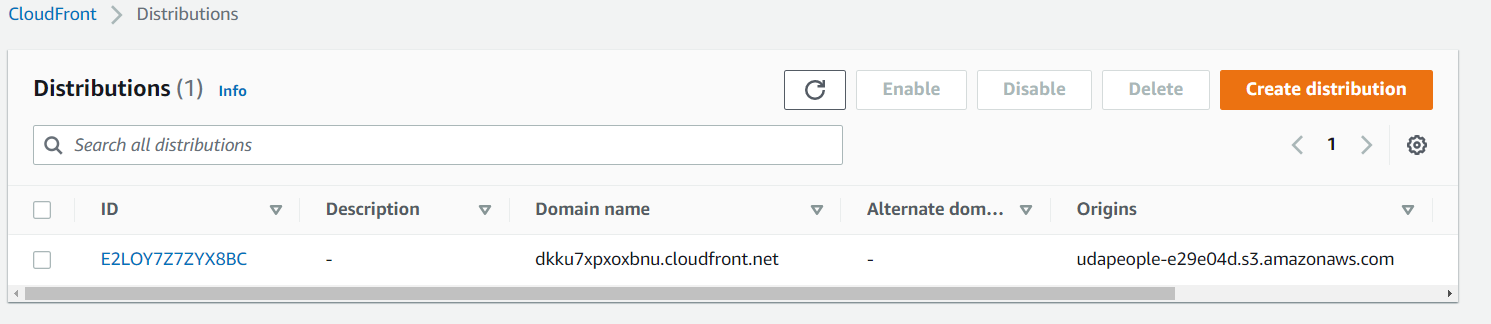 CloudFront > Distributions
Distributions (1) Info
Enable Disable Delete Create distribution
Search all distributions
1
ID Description Domain name Alternate dom... Origins
E2LOY7Z7ZYX8BC - dkku7xpxoxbnu.cloudfront.net - udapeople-e29e04d.s3.amazonaws.com